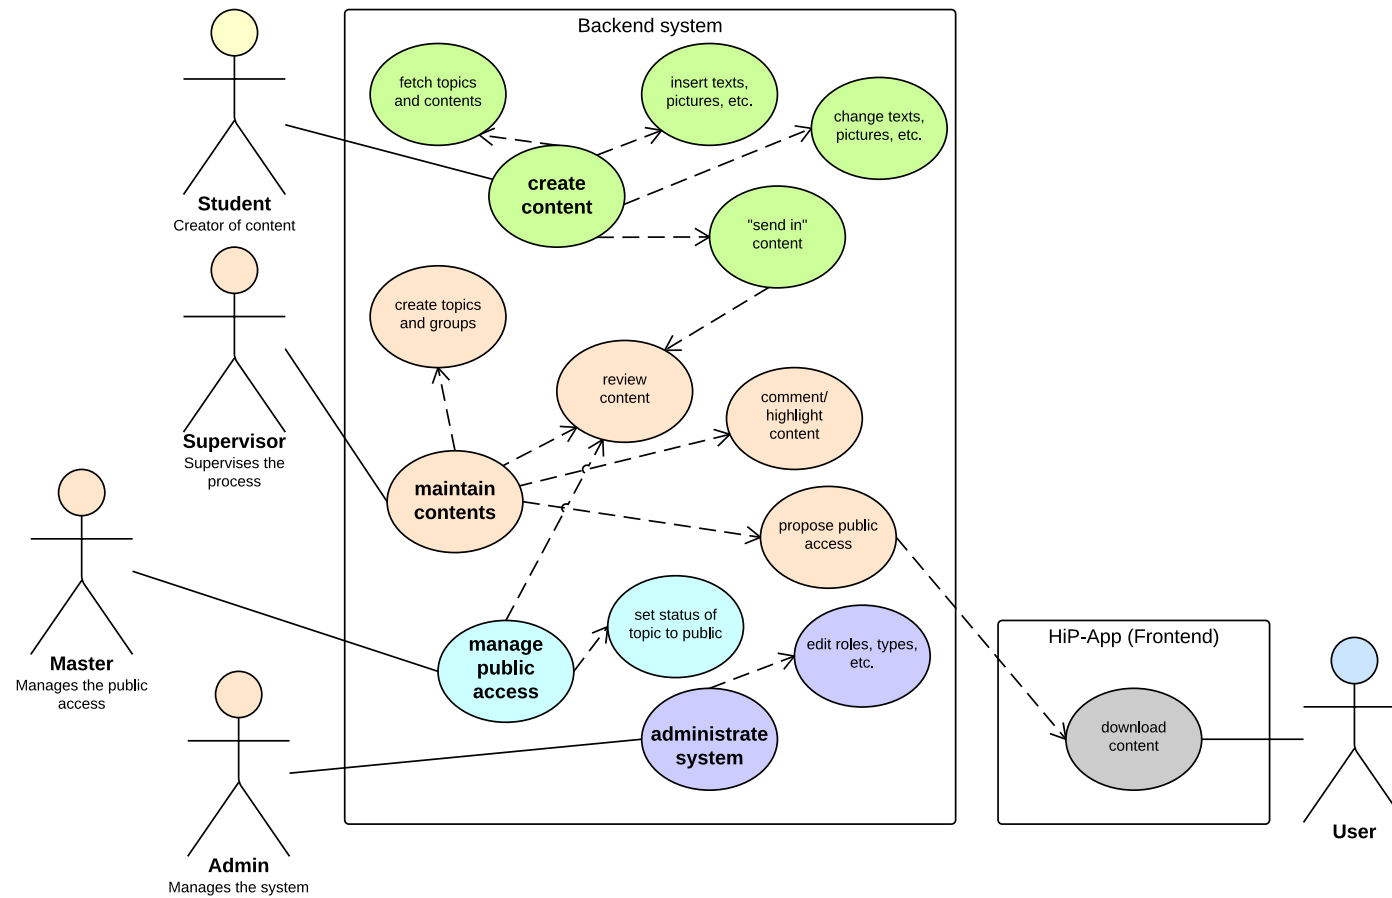 Backend system
fetch topics
and contents
insert texts,
pictures, etc.
change texts,
pictures, etc.
create
content
"send in"
content
Student
Creator of content
create topics
and groups
review
content
comment/
highlight
content
Supervisor
Supervises the
process
maintain
contents
propose public
access
Master
Manages the public
access
manage
public
access
set status of
topic to public
edit roles, types,
etc.
administrate
system
Admin
Manages the system
HiP-App (Frontend)
download
content
User